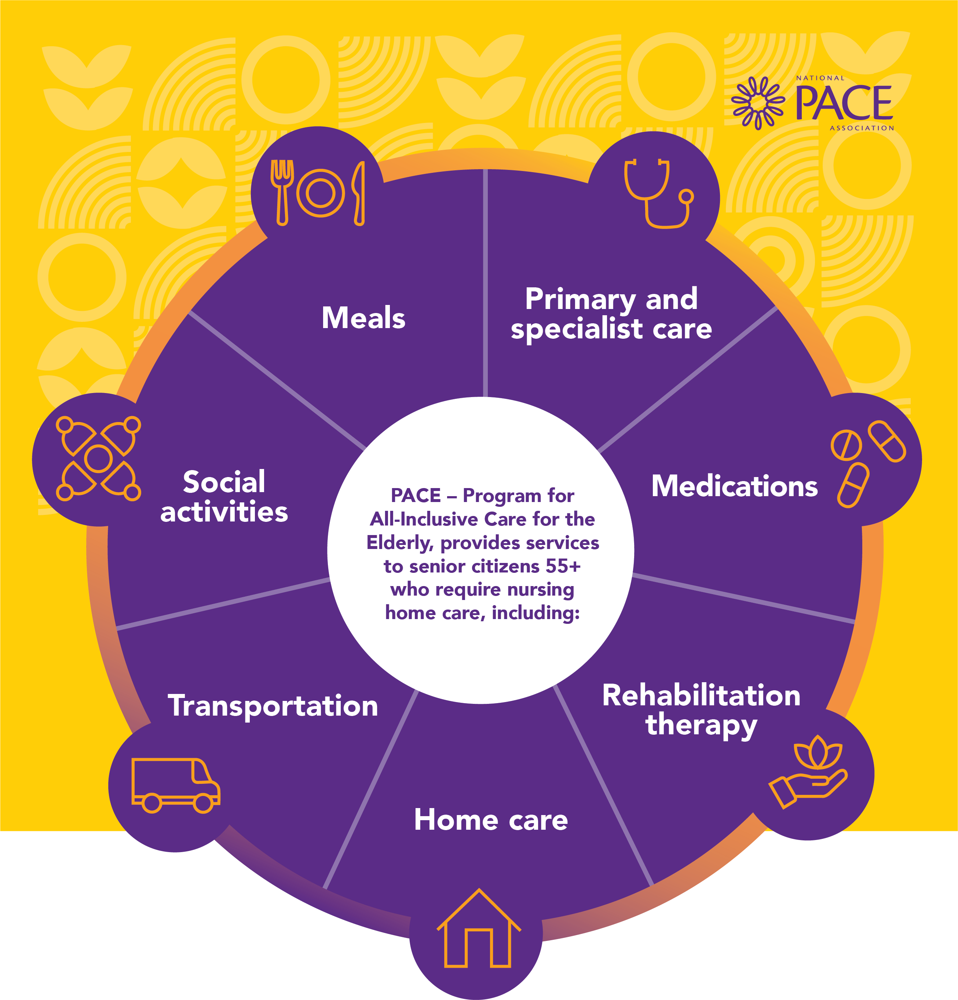 NATIONAL
PACE
ASSOCIATION
Meals
Primary and
specialist care
Social
activities
Medications
PACE – Program for
All-Inclusive Care for the
Elderly, provides services
to senior citizens 55+
who require nursing
home care, including:
Transportation
Rehabilitation
therapy
Home care